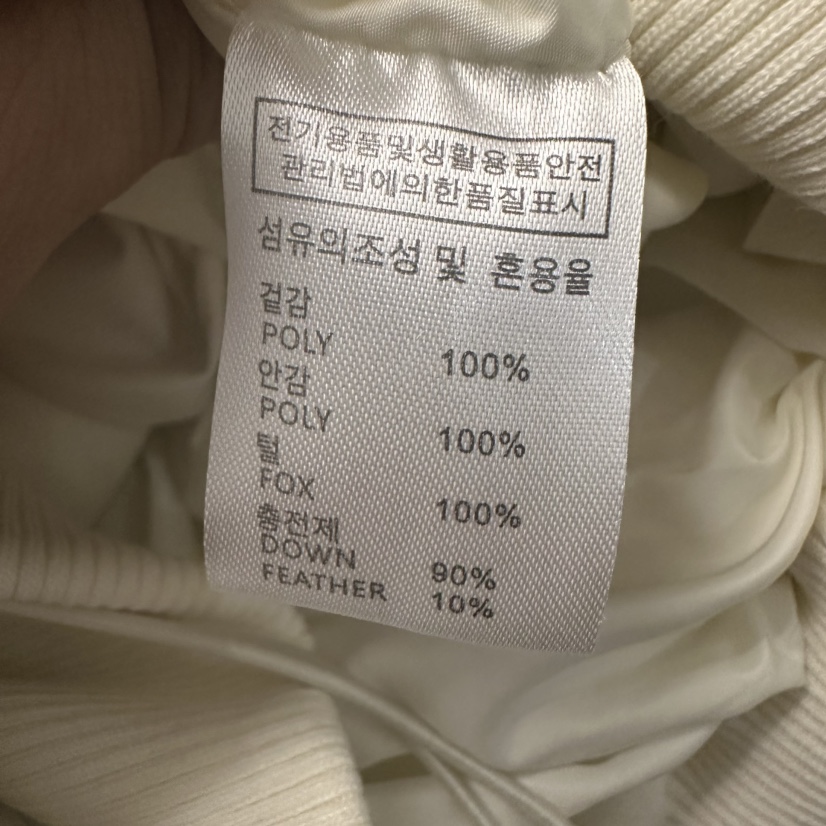 전기용품및생활용품안전
관리법에의한품질표시
섬유의조성 및 혼용율
겉감
POLY 100%
안감
POLY 100%
털
FOX 100%
충전제
DOWN 90%
FEATHER 10%